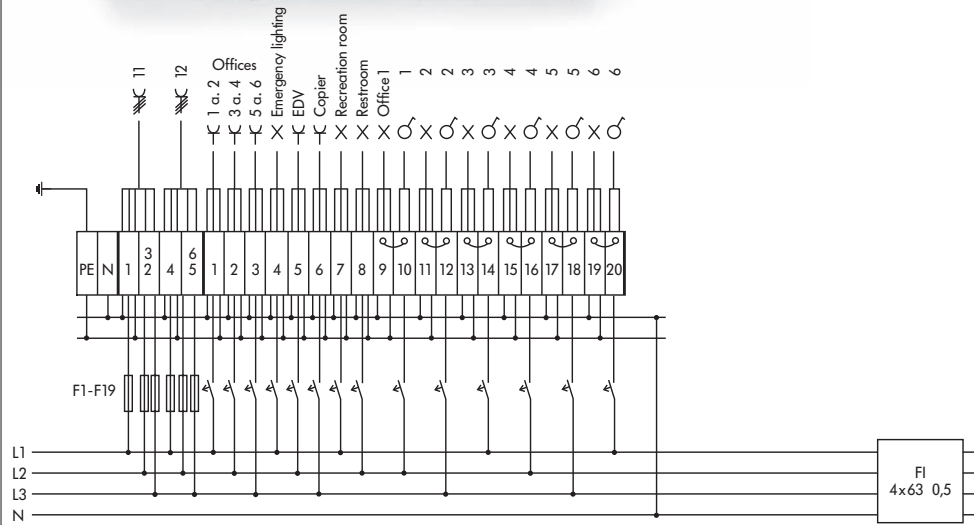 11
12
Offices
1 a. 2
3 a. 4
5 a. 6
Emergency lighting
EDV
Copier
Recreation room
Restroom
Office 1
1
2
2
3
3
4
4
5
5
6
6
PE N 1 3 2 4 6 5 1 2 3 4 5 6 7 8 9 10 11 12 13 14 15 16 17 18 19 20
F1-F19
L1
L2
L3
N
FI
4x63 0,5